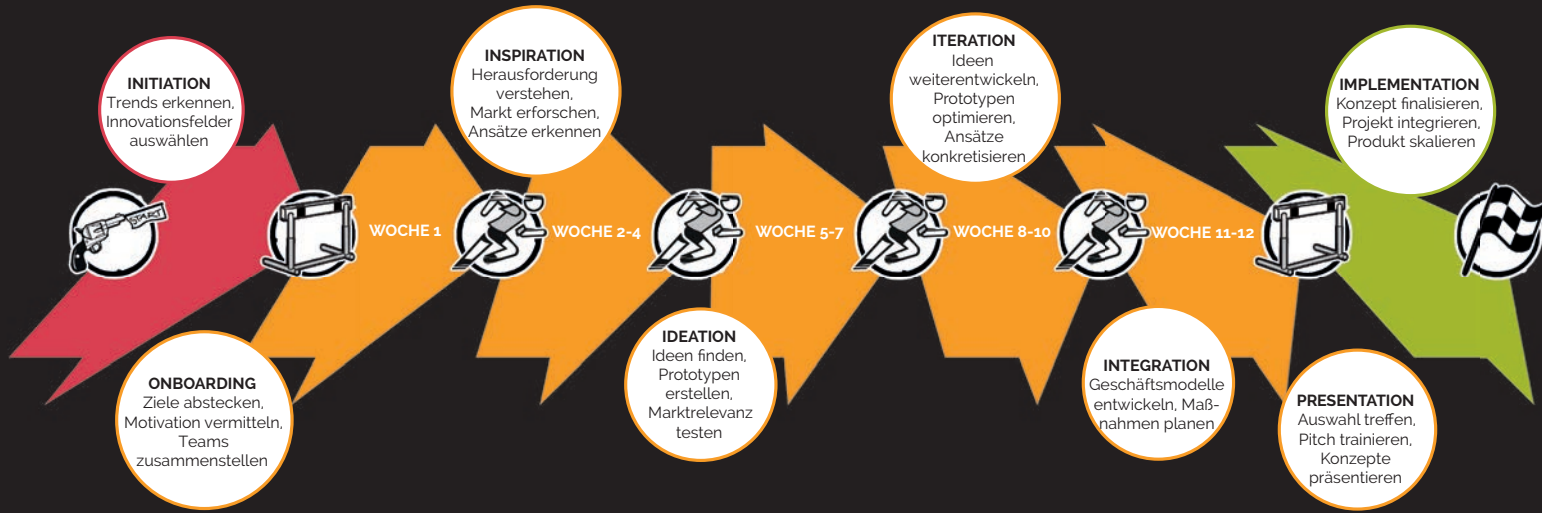 INITIATION
Trends erkennen,
Innovationsfelder
auswählen
INSPIRATION
Herausforderung
verstehen,
Markt erforschen,
Ansätze erkennen
ITERATION
Ideen
weiterentwickeln,
Prototypen
optimieren,
Ansätze
konkretisieren
IMPLEMENTATION
Konzept finalisieren,
Projekt integrieren,
Produkt skalieren
START
WOCHE 1
WOCHE 2-4
WOCHE 5-7
WOCHE 8-10
WOCHE 11-12
ONBOARDING
Ziele abstecken,
Motivation vermitteln,
Teams
zusammenstellen
IDEATION
Ideen finden,
Prototypen
erstellen,
Marktrelevanz
testen
INTEGRATION
Geschäftsmodelle
entwickeln, Maß-
nahmen planen
PRESENTATION
Auswahl treffen,
Pitch trainieren,
Konzepte
präsentieren